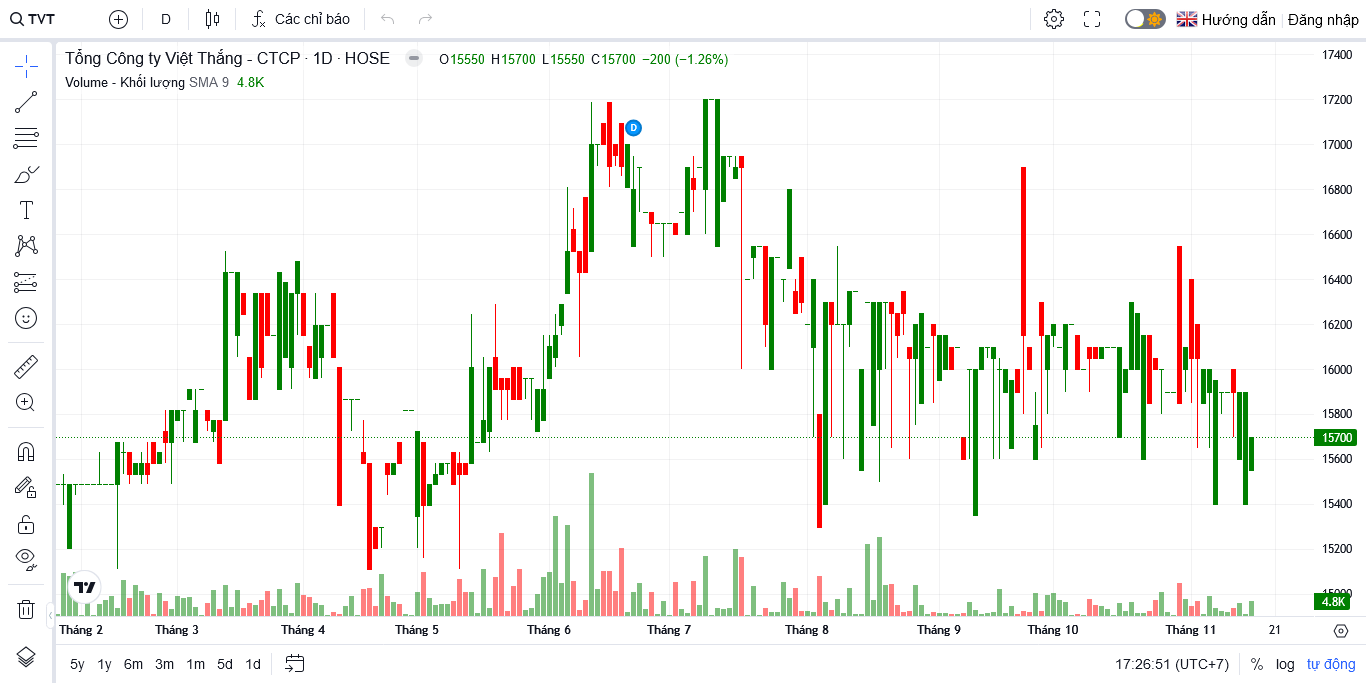 TVT D Các chỉ báo Hướng dẫn Đăng nhập
Tổng Công ty Việt Thắng - CTCP · 1D · HOSE O15550 H15700 L15550 C15700 −200 (−1.26%)
Volume - Khối lượng SMA 9 4.8K
D
17400
17200
17000
16800
16600
16400
16200
16000
15800
15700
15600
15400
15200
15000
4.8K
Tháng 2 Tháng 3 Tháng 4 Tháng 5 Tháng 6 Tháng 7 Tháng 8 Tháng 9 Tháng 10 Tháng 11 21
5y 1y 6m 3m 1m 5d 1d 17:26:51 (UTC+7) % log tự động